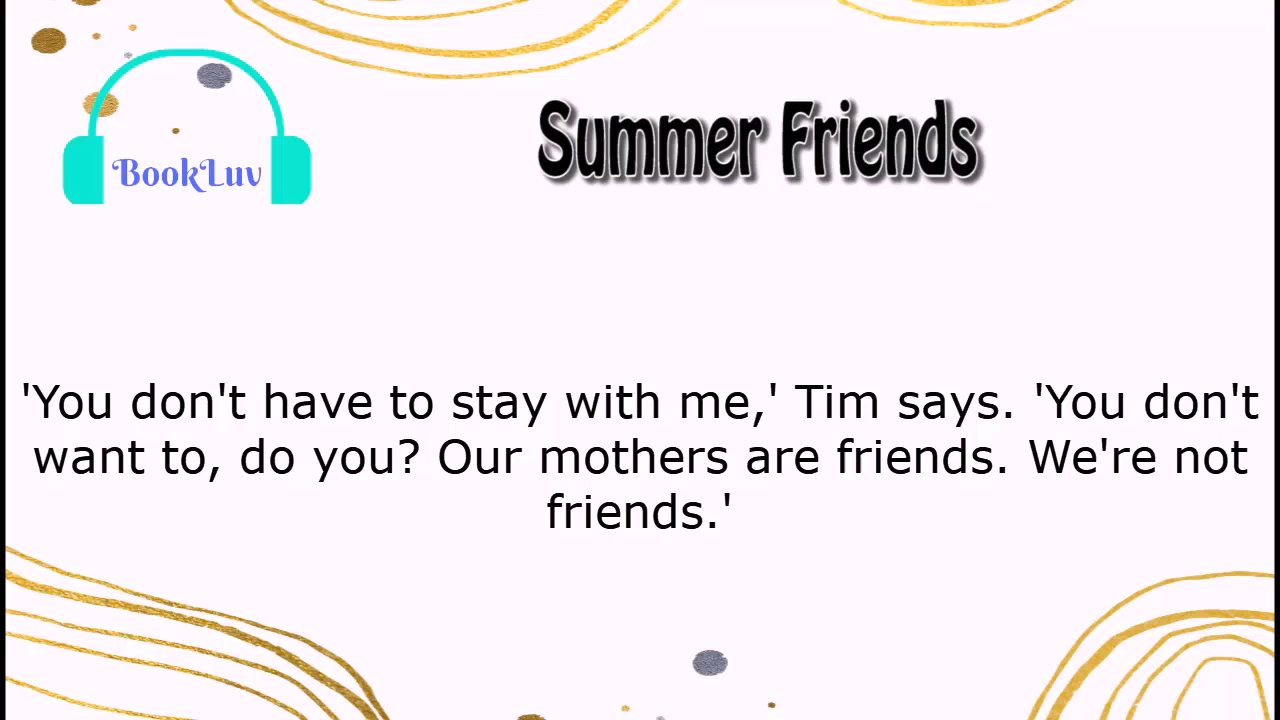 BookLuv
Summer Friends
'You don't have to stay with me,' Tim says. 'You don't
want to, do you? Our mothers are friends. We're not
friends.'